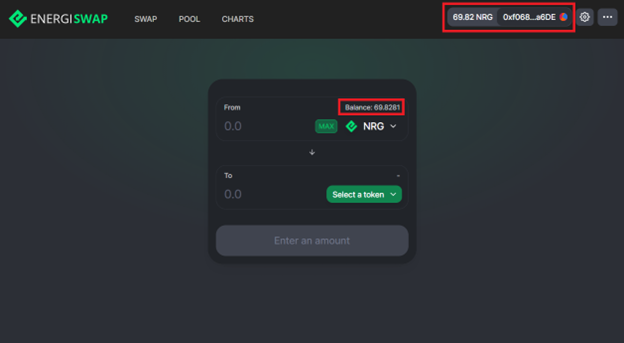 ENERGISWAP SWAP POOL CHARTS 69.82 NRG 0xf068...a6DE
From Balance: 69.8281
0.0 MAX NRG
To -
0.0 Select a token
Enter an amount